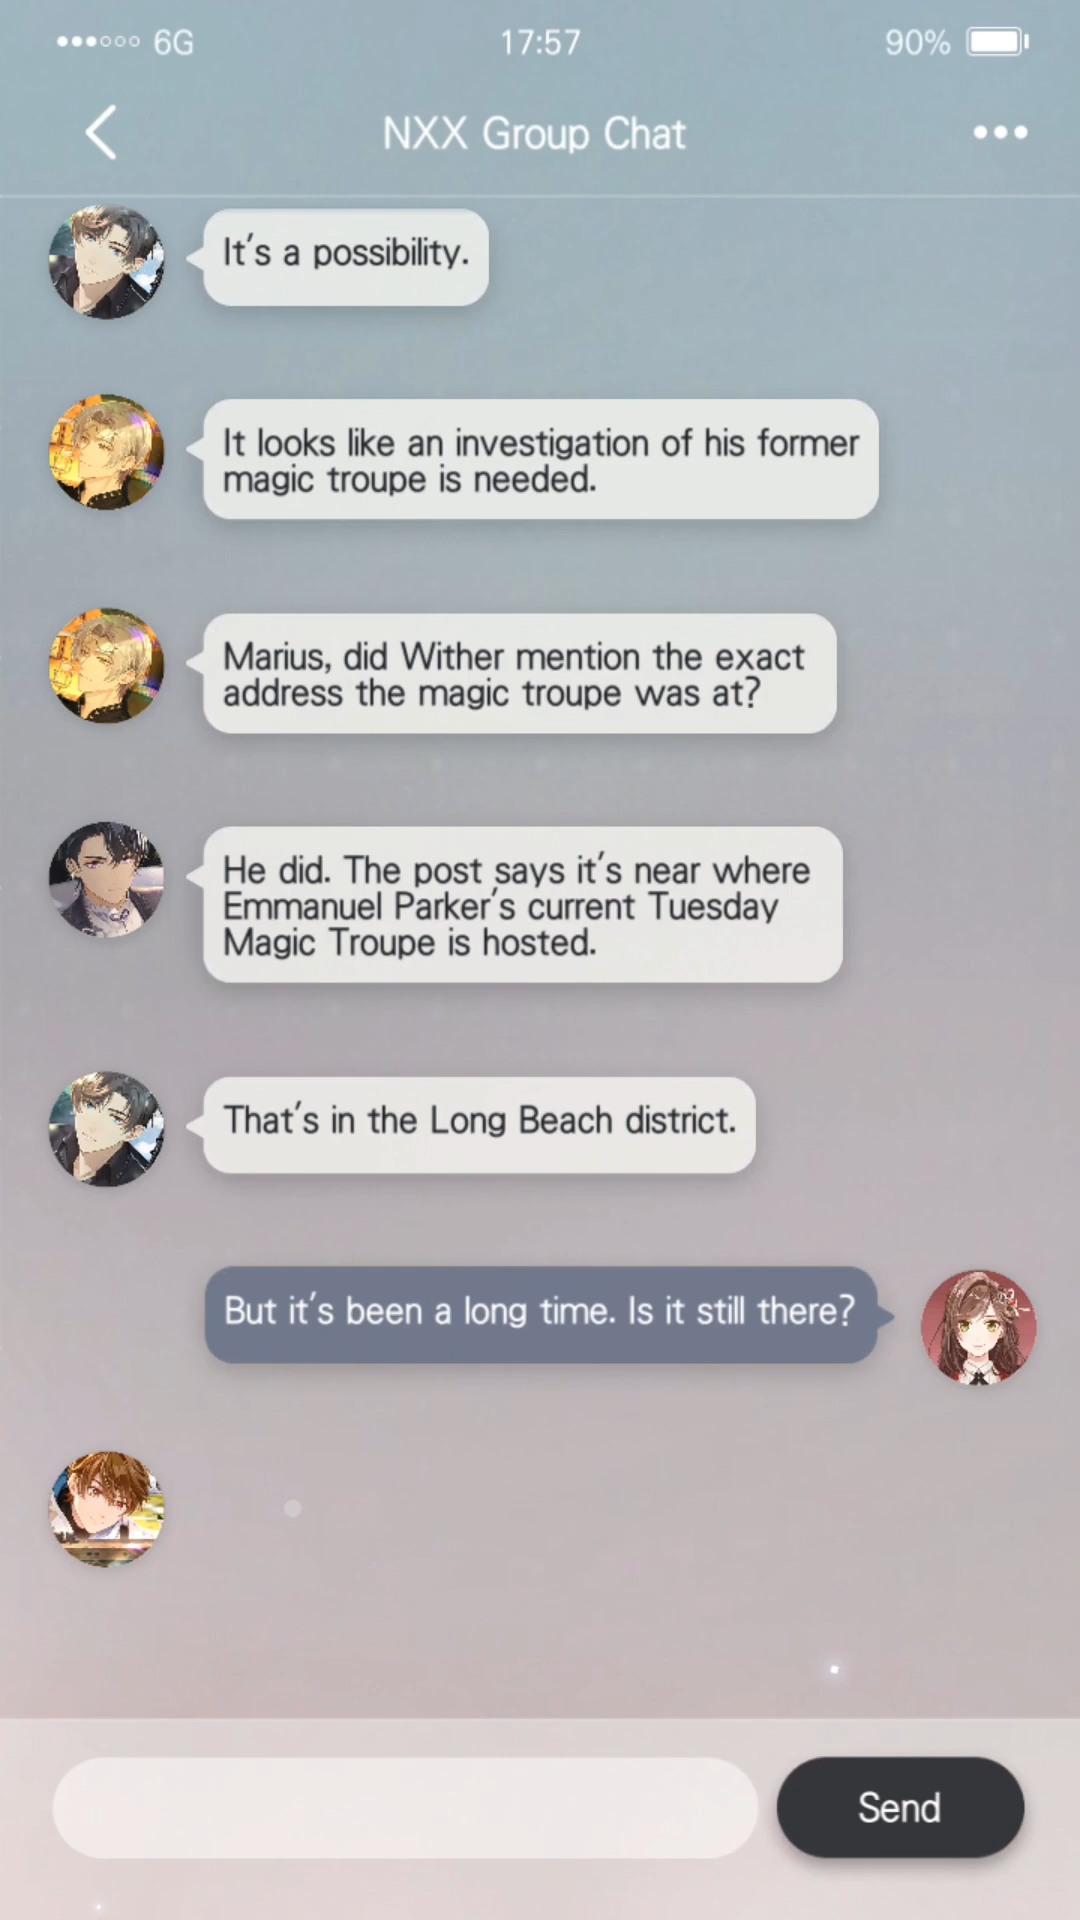 6G
17:57
90%
NXX Group Chat
It's a possibility.
It looks like an investigation of his former
magic troupe is needed.
Marius, did Wither mention the exact
address the magic troupe was at?
He did. The post says it's near where
Emmanuel Parker's current Tuesday
Magic Troupe is hosted.
That's in the Long Beach district.
But it's been a long time. Is it still there?
Send